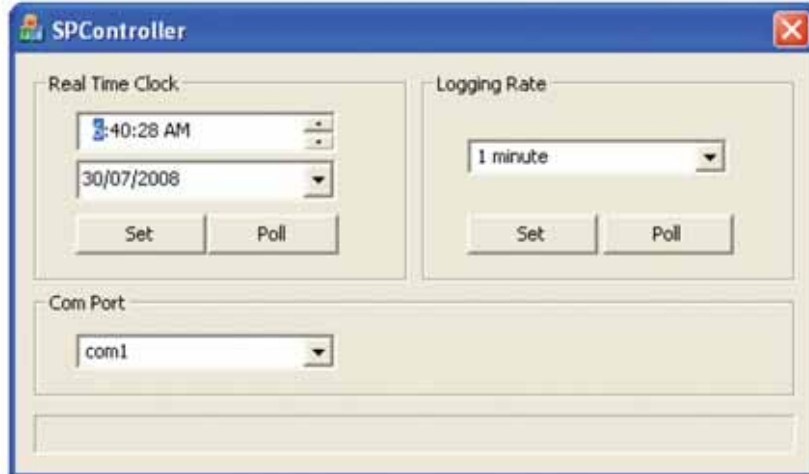 SPController
Real Time Clock
:40:28 AM
30/07/2008
Set
Poll
Logging Rate
1 minute
Set
Poll
Com Port
com1